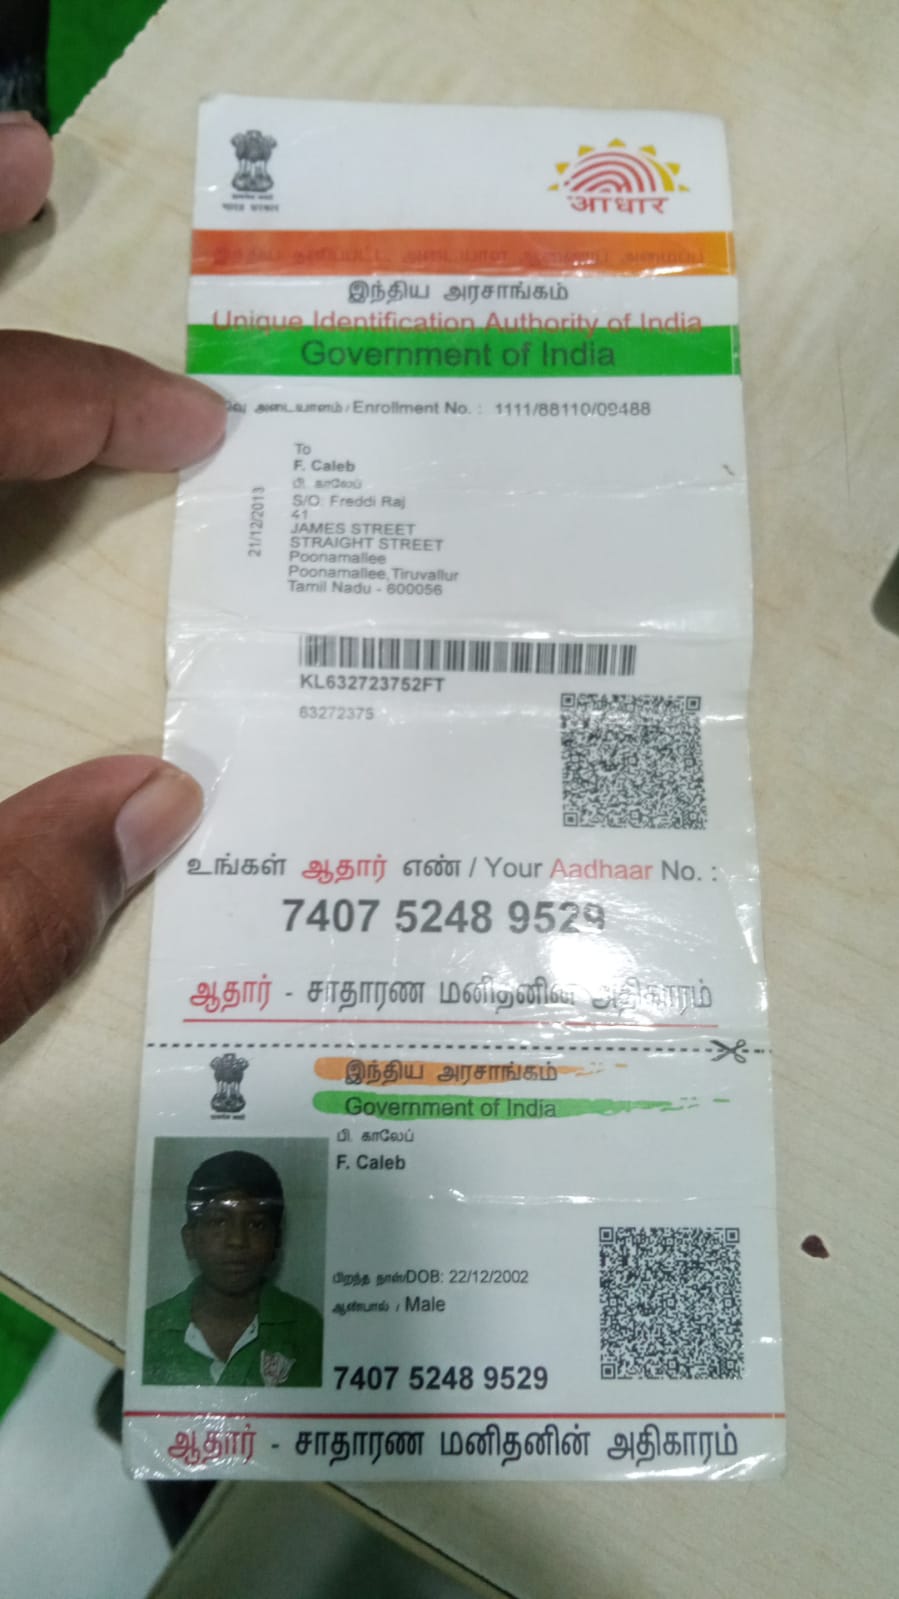 भारत सरकार
आधार
இந்திய அரசாங்கம்
Unique Identification Authority of India
Government of India
அடையாளம் / Enrollment No. : 1111/88110/09488
To
F. Caleb
பி. காலேப்
S/O: Freddi Raj
41
JAMES STREET
STRAIGHT STREET
Poonamallee
Poonamallee,Tiruvallur
Tamil Nadu - 600056
21/12/2013
KL632723752FT
63272375
உங்கள் ஆதார் எண் / Your Aadhaar No. :
7407 5248 9529
ஆதார் - சாதாரண மனிதனின் அதிகாரம்
இந்திய அரசாங்கம்
Government of India
பி. காலேப்
F. Caleb
பிறந்த நாள்/DOB: 22/12/2002
ஆண்பால் / Male
7407 5248 9529
ஆதார் - சாதாரண மனிதனின் அதிகாரம்